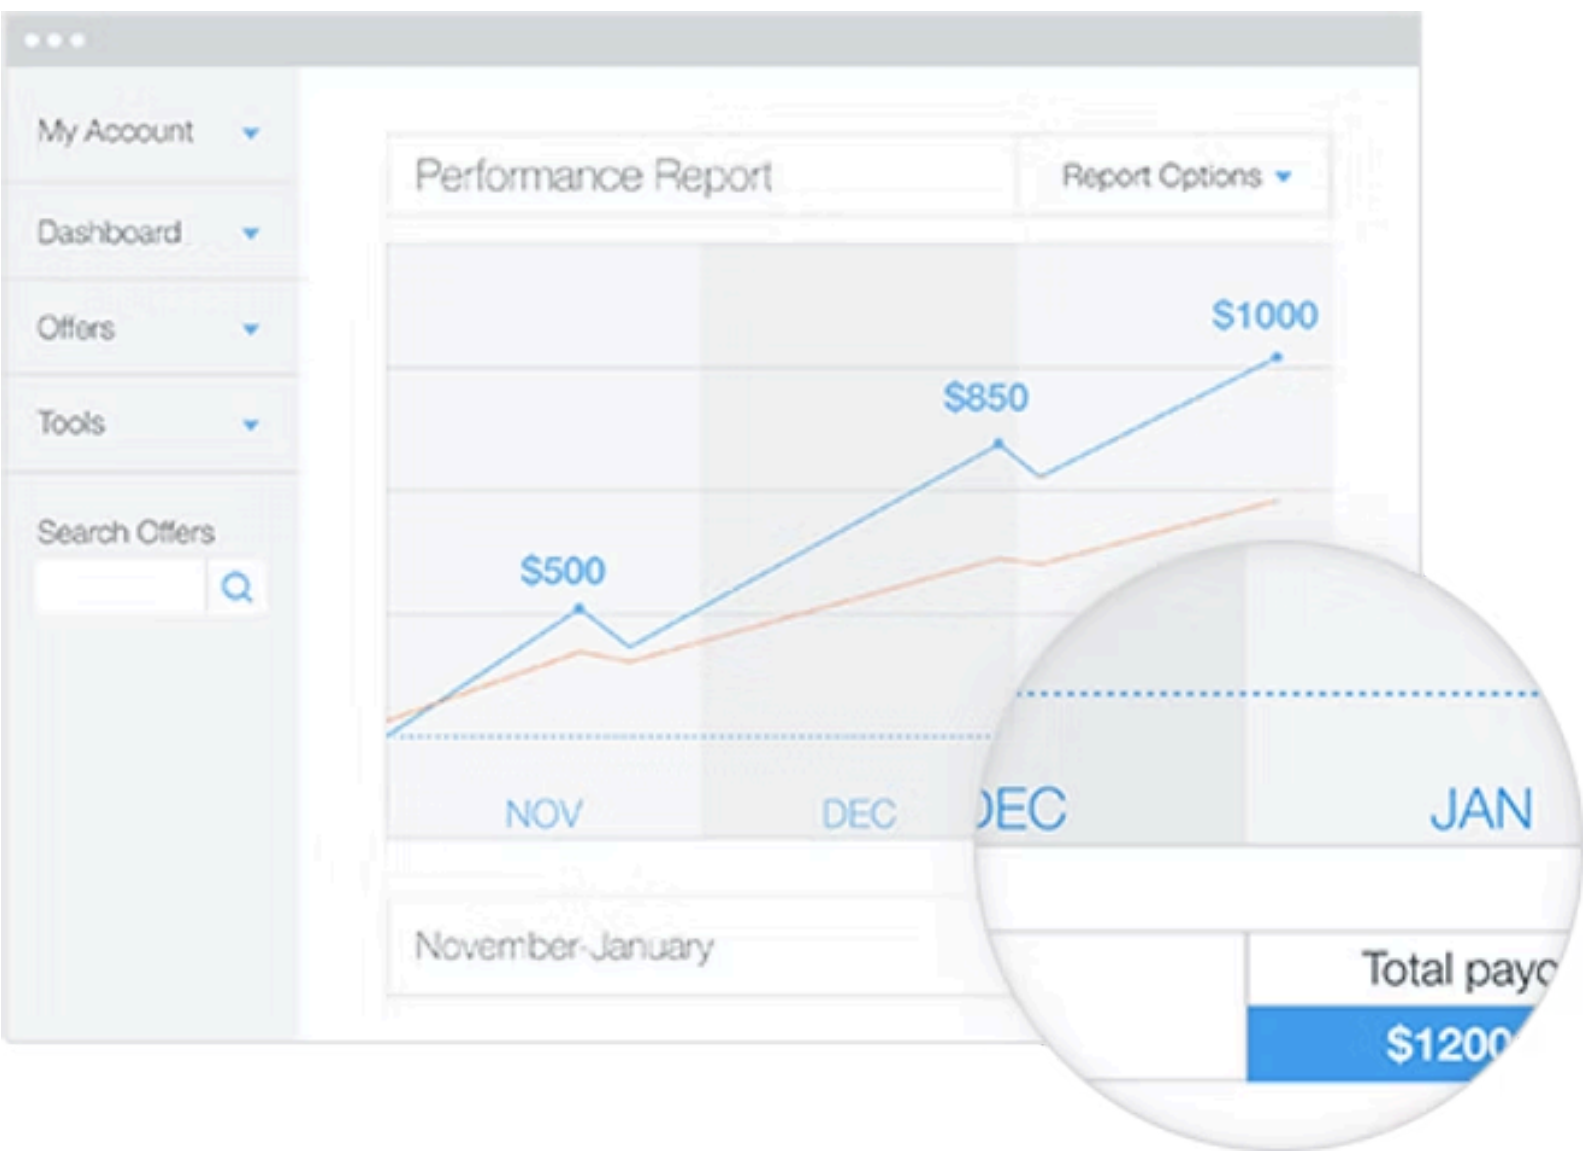 My Account
Dashboard
Offers
Tools
Search Offers
Performance Report
Report Options
$1000
$850
$500
NOV
DEC
DEC
JAN
November-January
Total payo
$1200